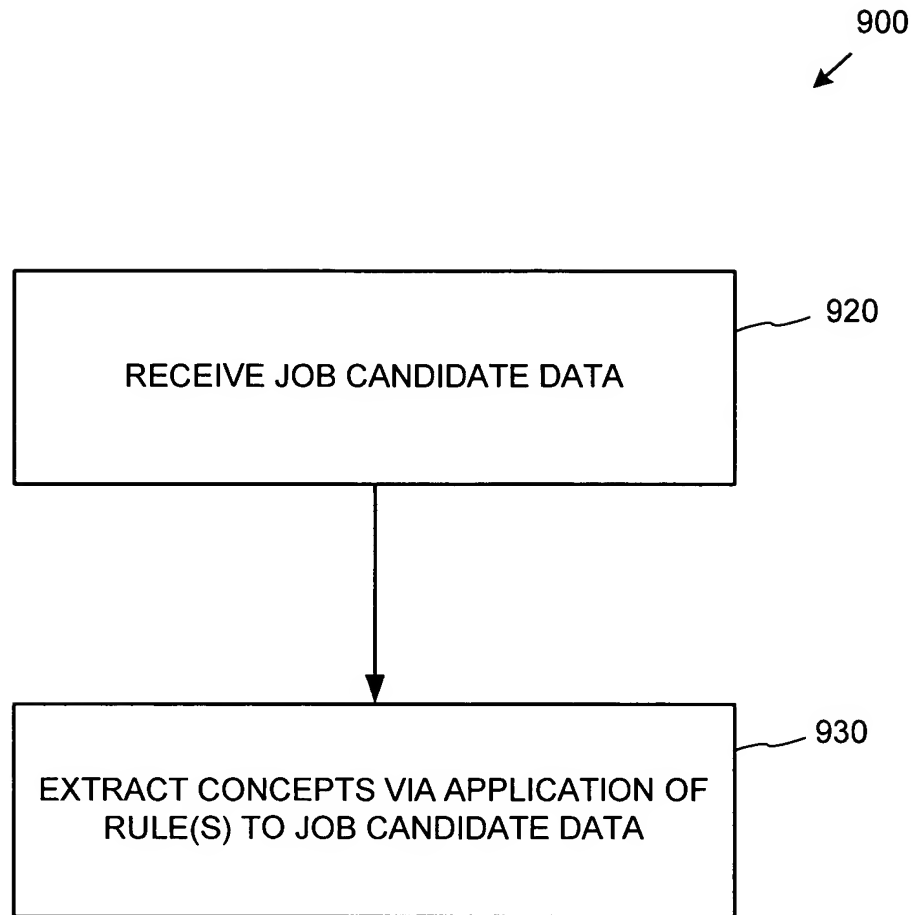 900
920
RECEIVE JOB CANDIDATE DATA
930
EXTRACT CONCEPTS VIA APPLICATION OF
RULE(S) TO JOB CANDIDATE DATA